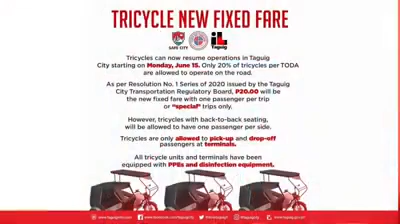 TRICYCLE NEW FIXED FARE
SAFE CITY
Taguig
Tricycles can now resume operations in Taguig
City starting on Monday, June 15. Only 20% of tricycles per TODA
are allowed to operate on the road.
As per Resolution No. 1 Series of 2020 issued by the Taguig
City Transportation Regulatory Board, P20.00 will be
the new fixed fare with one passenger per trip
or "special" trips only.
However, tricycles with back-to-back seating,
will be allowed to have one passenger per side.
Tricycles are only allowed to pick-up and drop-off
passengers at terminals.
All tricycle units and terminals have been
equipped with PPEs and disinfection equipment.